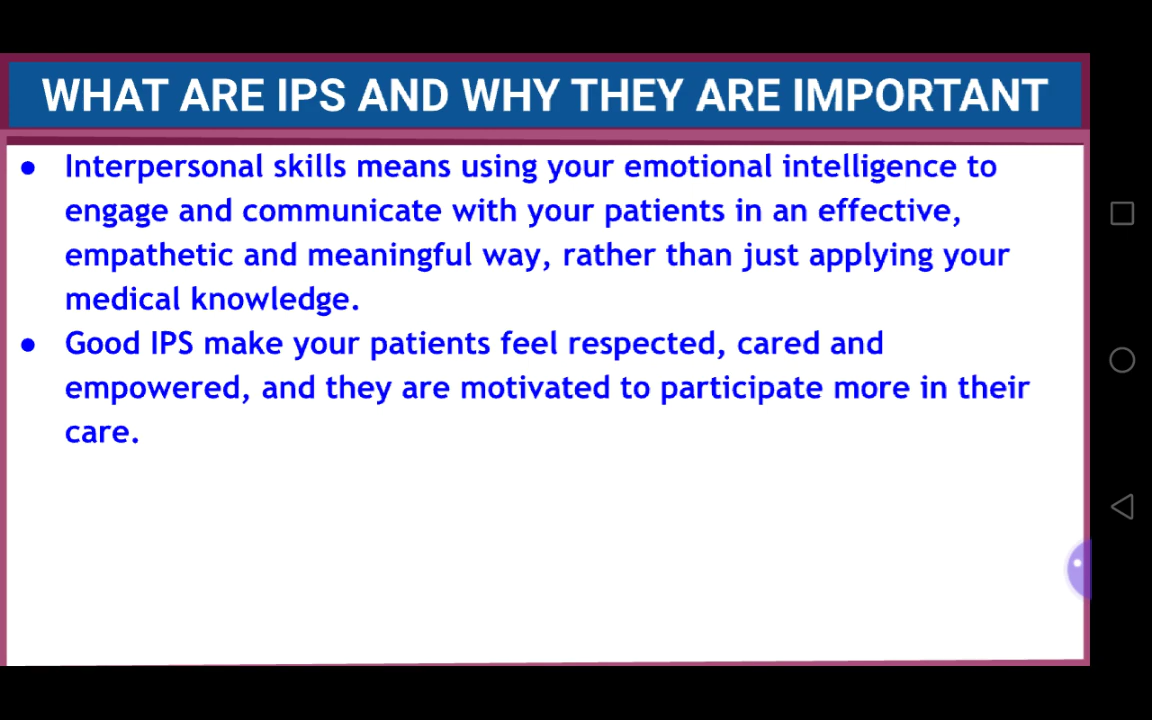 WHAT ARE IPS AND WHY THEY ARE IMPORTANT
● Interpersonal skills means using your emotional intelligence to
engage and communicate with your patients in an effective,
empathetic and meaningful way, rather than just applying your
medical knowledge.
● Good IPS make your patients feel respected, cared and
empowered, and they are motivated to participate more in their
care.